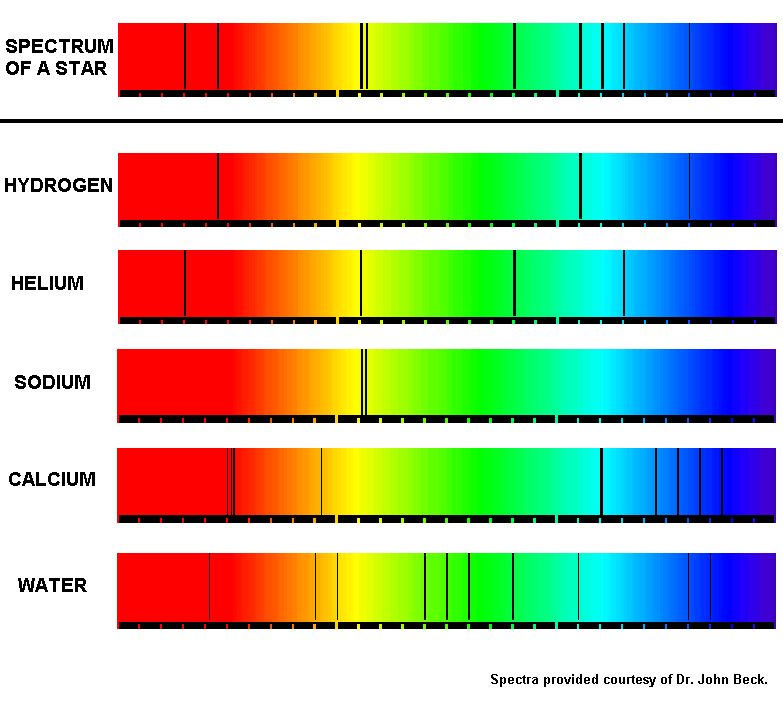 SPECTRUM
OF A STAR
HYDROGEN
HELIUM
SODIUM
CALCIUM
WATER
Spectra provided courtesy of Dr. John Beck.